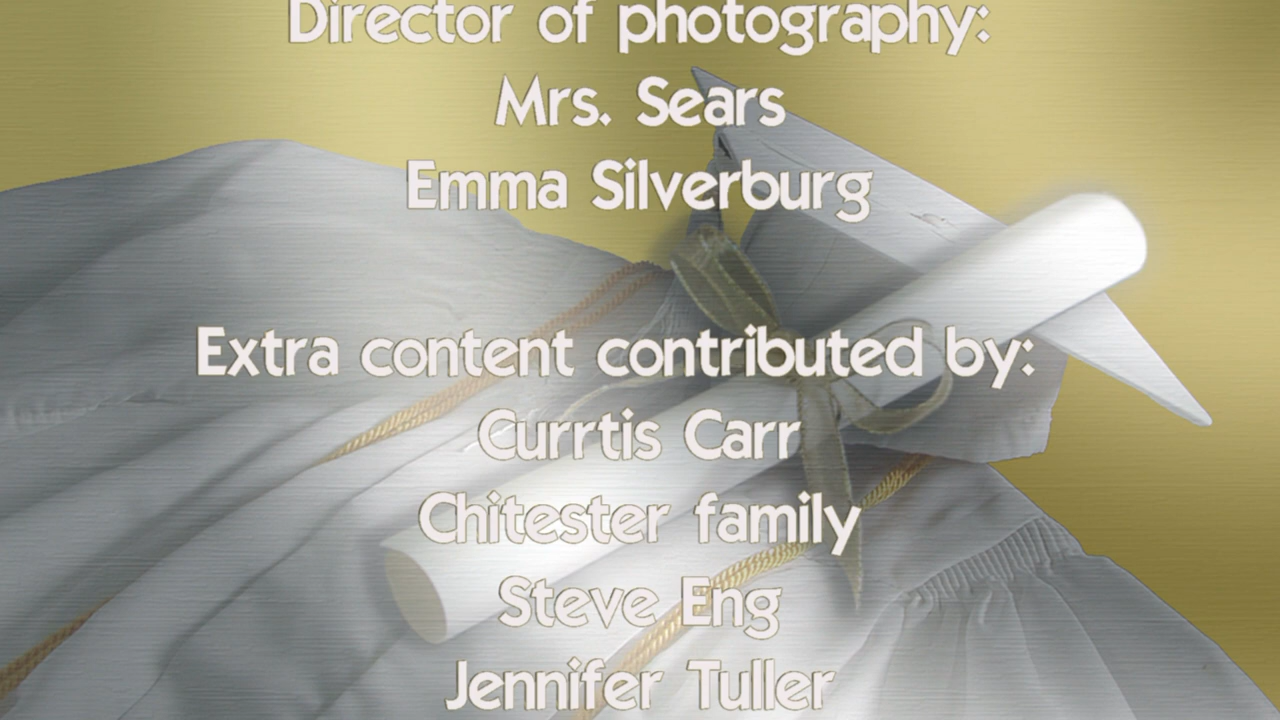 Director of photography:
Mrs. Sears
Emma Silverburg
Extra content contributed by:
Currtis Carr
Chitester family
Steve Eng
Jennifer Tuller